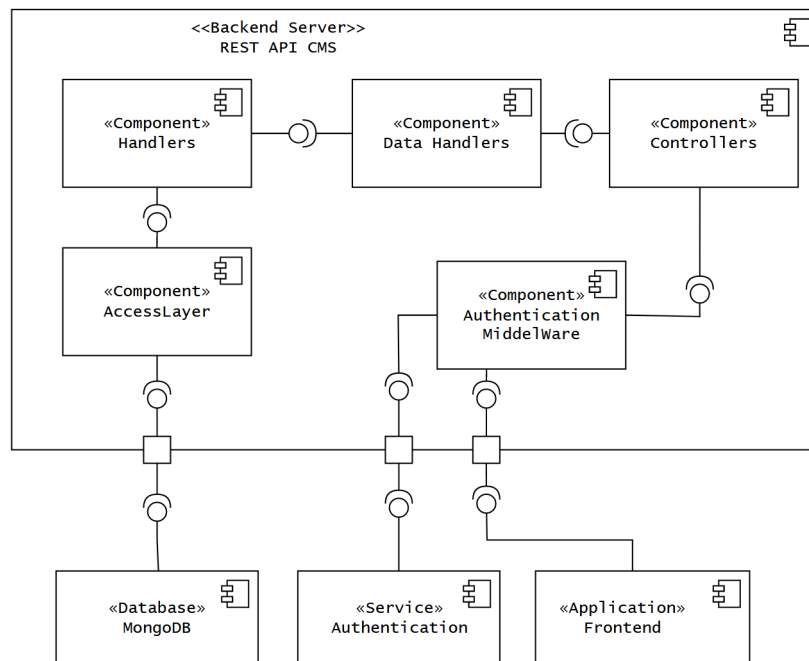 <<Backend Server>>
REST API CMS
«Component»
Handlers
«Component»
Data Handlers
«Component»
Controllers
«Component»
AccessLayer
«Component»
Authentication
MiddelWare
«Database»
MongoDB
«Service»
Authentication
«Application»
Frontend